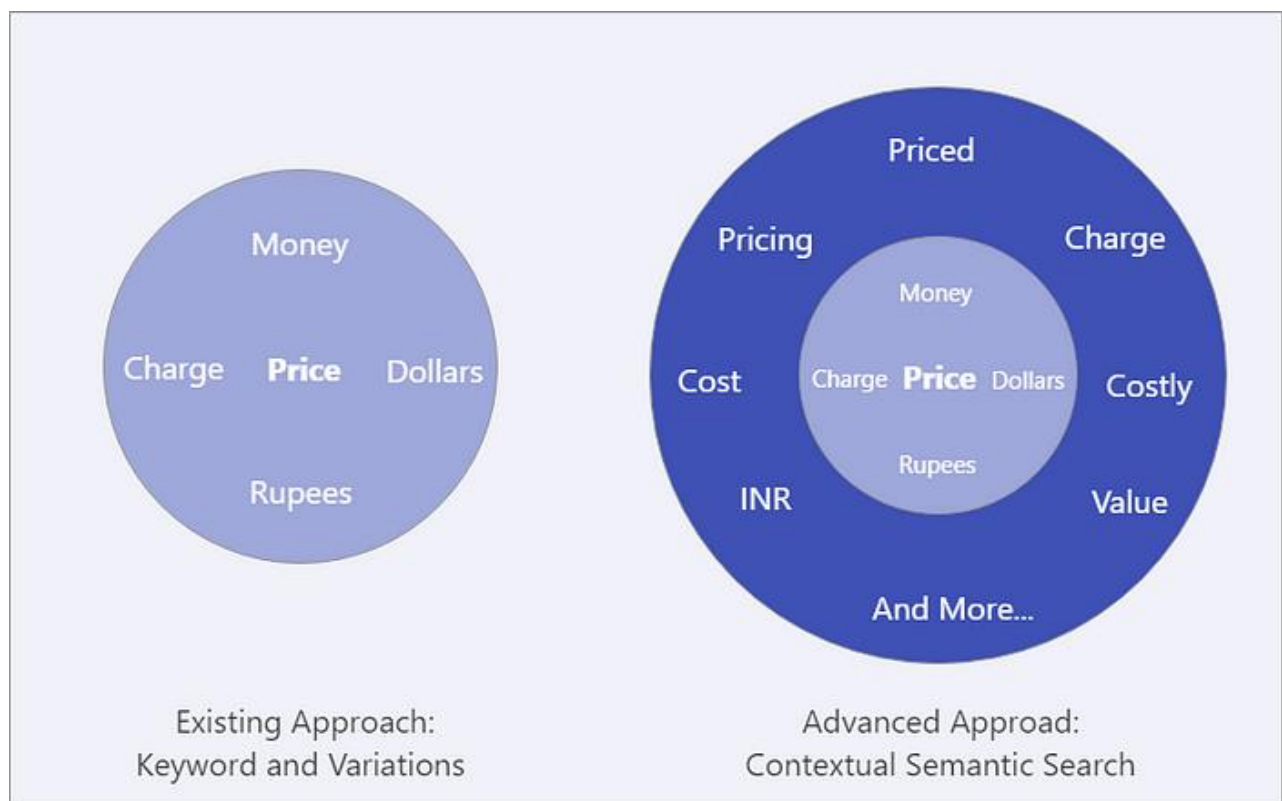 Money
Charge Price Dollars
Rupees
Existing Approach:
Keyword and Variations
Priced
Pricing Charge
Money
Cost Charge Price Dollars Costly
Rupees
INR Value
And More...
Advanced Approad:
Contextual Semantic Search